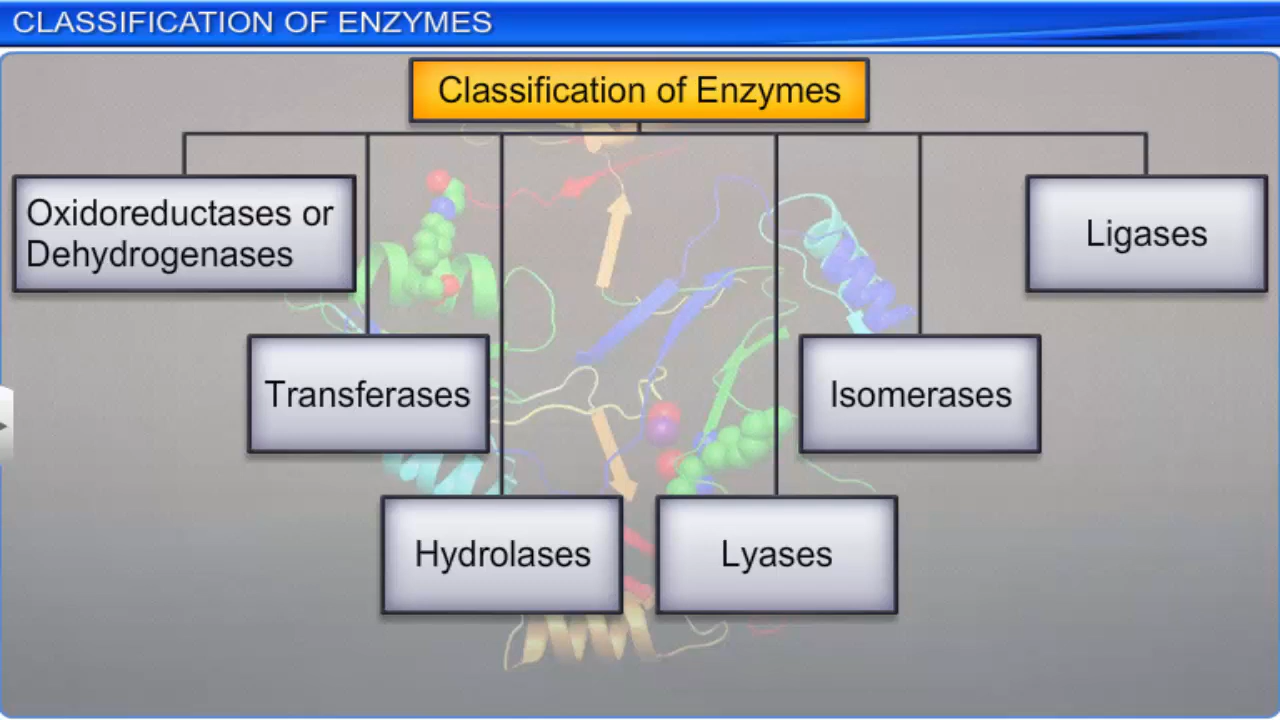 CLASSIFICATION OF ENZYMES
Classification of Enzymes
Oxidoreductases or
Dehydrogenases
Ligases
Transferases
Isomerases
Hydrolases
Lyases